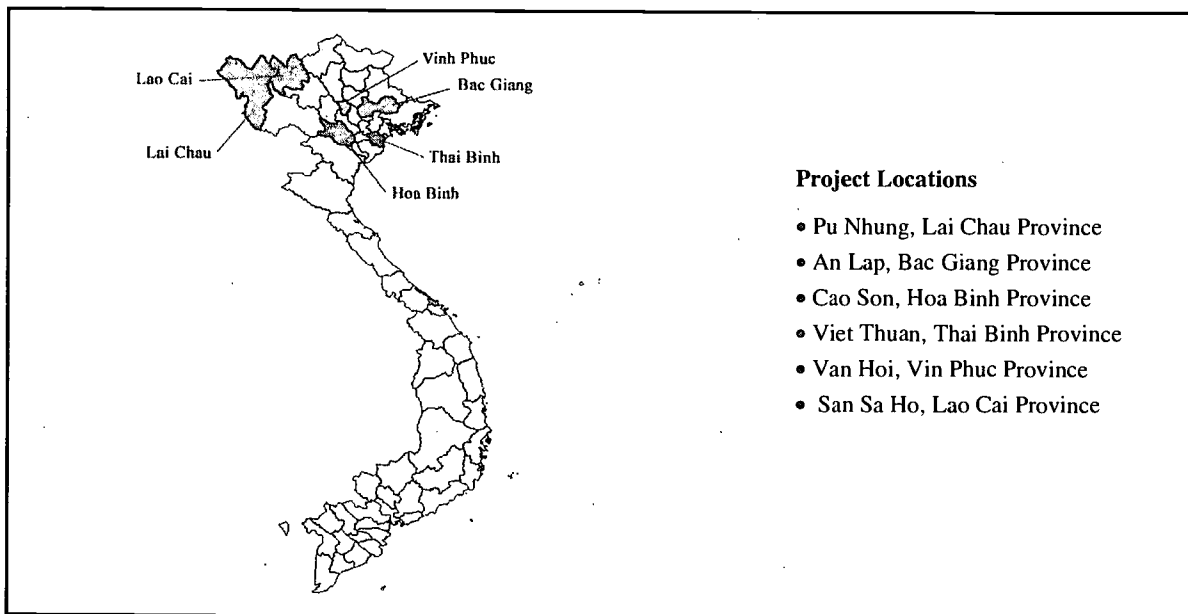 Vinh Phuc
Lao Cai
Bac Giang
Lai Chau
Thai Binh
Hoa Binh
Project Locations
• Pu Nhung, Lai Chau Province
• An Lap, Bac Giang Province
• Cao Son, Hoa Binh Province
• Viet Thuan, Thai Binh Province
• Van Hoi, Vin Phuc Province
• San Sa Ho, Lao Cai Province